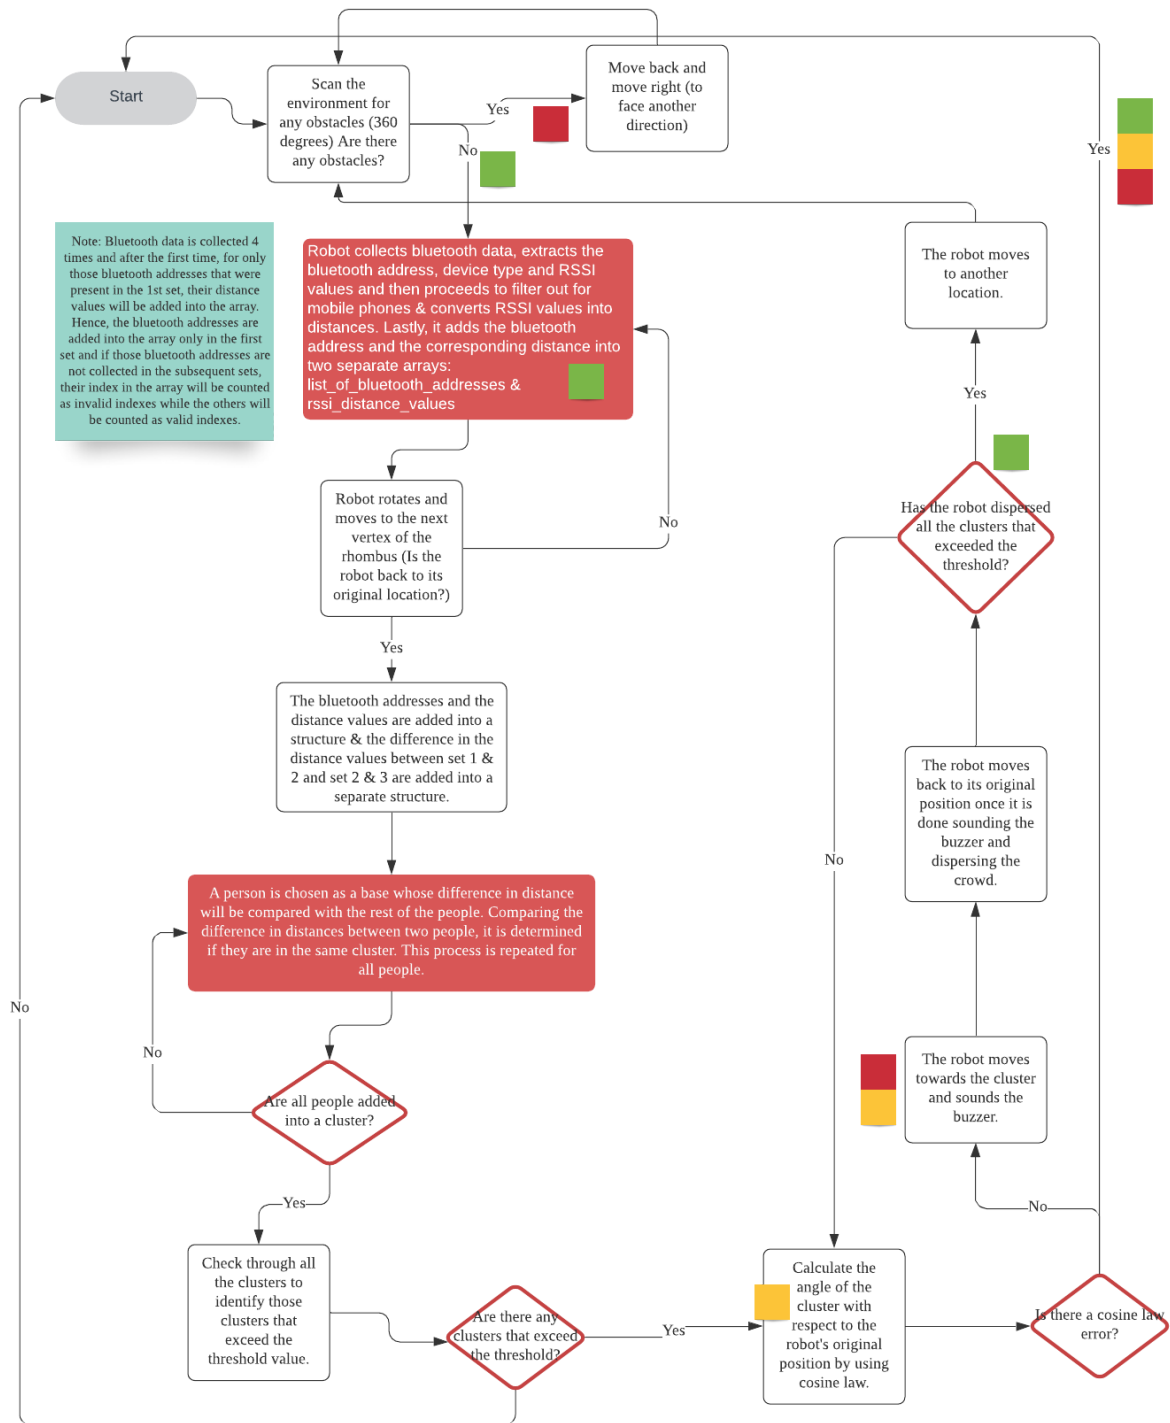 Start
Scan the
environment for
any obstacles (360
degrees) Are there
any obstacles?
Yes
No
Move back and
move right (to
face another
direction)
Yes
Note: Bluetooth data is collected 4
times and after the first time, for only
those bluetooth addresses that were
present in the 1st set, their distance
values will be added into the array.
Hence, the bluetooth addresses are
added into the array only in the first
set and if those bluetooth addresses are
not collected in the subsequent sets,
their index in the array will be counted
as invalid indexes while the others will
be counted as valid indexes.
Robot collects bluetooth data, extracts the
bluetooth address, device type and RSSI
values and then proceeds to filter out for
mobile phones & converts RSSI values into
distances. Lastly, it adds the bluetooth
address and the corresponding distance into
two separate arrays:
list_of_bluetooth_addresses &
rssi_distance_values
The robot moves
to another
location.
Yes
Robot rotates and
moves to the next
vertex of the
rhombus (Is the
robot back to its
original location?)
No
Has the robot dispersed
all the clusters that
exceeded the
threshold?
Yes
The bluetooth addresses and the
distance values are added into a
structure & the difference in the
distance values between set 1 &
2 and set 2 & 3 are added into a
separate structure.
The robot moves
back to its original
position once it is
done sounding the
buzzer and
dispersing the
crowd.
No
A person is chosen as a base whose difference in distance
will be compared with the rest of the people. Comparing the
difference in distances between two people, it is determined
if they are in the same cluster. This process is repeated for
all people.
No
No
Are all people added
into a cluster?
The robot moves
towards the cluster
and sounds the
buzzer.
Yes
No
Check through all
the clusters to
identify those
clusters that
exceed the
threshold value.
Are there any
clusters that exceed
the threshold?
Yes
Calculate the
angle of the
cluster with
respect to the
robot's original
position by using
cosine law.
Is there a cosine law
error?